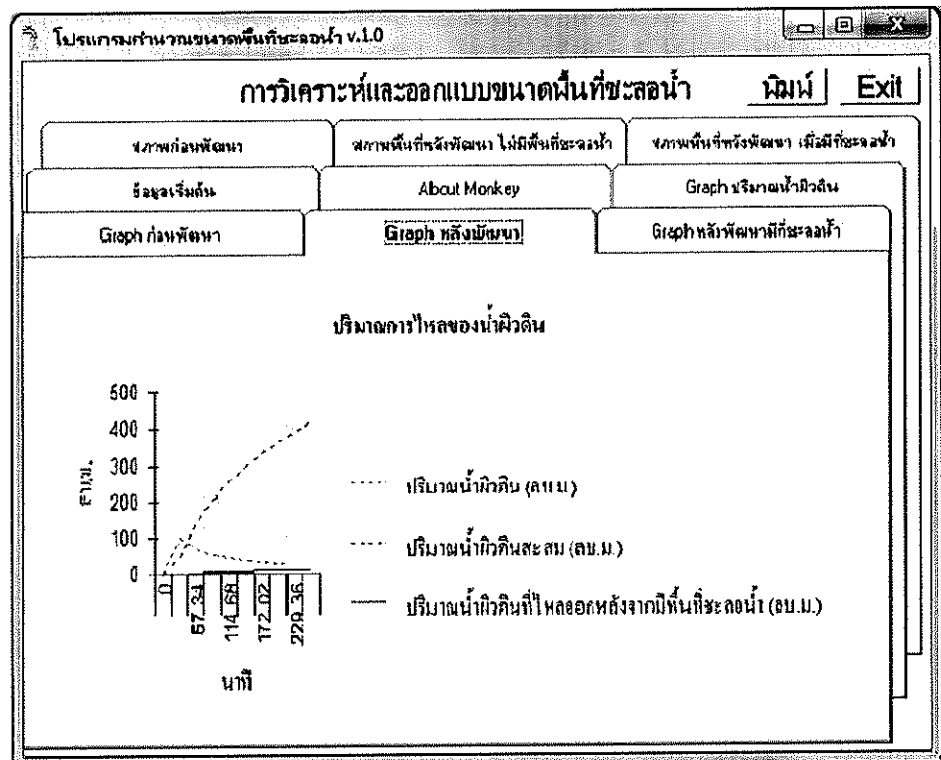 โปรแกรมคำนวณขนาดพื้นที่ชะลอน้ำ v.1.0
การวิเคราะห์และออกแบบขนาดพื้นที่ชะลอน้ำ พิมพ์ Exit
สภาพก่อนพัฒนา สภาพพื้นที่หลังพัฒนา ไม่มีพื้นที่ชะลอน้ำ สภาพพื้นที่หลังพัฒนา เมื่อมีที่ชะลอน้ำ
ข้อมูลเริ่มต้น About Monkey Graph ปริมาณน้ำผิวดิน
Graph ก่อนพัฒนา Graph หลังพัฒนา Graph หลังพัฒนามีที่ชะลอน้ำ
ปริมาณการไหลของน้ำผิวดิน
500
400
300
200
100
0
ลบ.ม.
0 57.34 114.68 172.02 229.36
นาที
ปริมาณน้ำผิวดิน (ลบ.ม.)
ปริมาณน้ำผิวดินสะสม (ลบ.ม.)
ปริมาณน้ำผิวดินที่ไหลออกหลังจากมีพื้นที่ชะลอน้ำ (ลบ.ม.)